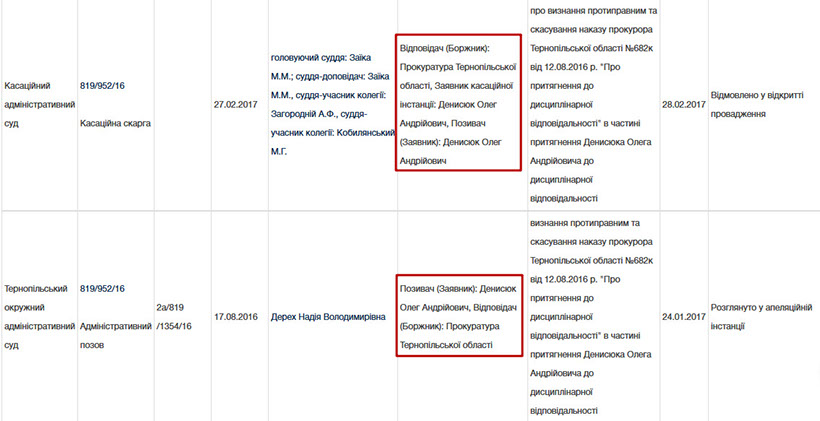 Касаційний
адміністративний
суд
819/952/16
Касаційна скарга
27.02.2017
головуючий суддя: Заїка
М.М.; суддя-доповідач: Заїка
М.М., суддя-учасник колегії:
Загородній А.Ф., суддя-
учасник колегії: Кобилянський
М.Г.
Відповідач (Боржник):
Прокуратура Тернопільської
області, Заявник касаційної
інстанції: Денисюк Олег
Андрійович, Позивач
(Заявник): Денисюк Олег
Андрійович
про визнання протиправним та
скасування наказу прокурора
Тернопільської області №682к
від 12.08.2016 р. "Про
притягнення до
дисциплінарної
відповідальності" в частині
притягнення Денисюка Олега
Андрійовича до
дисциплінарної
відповідальності
28.02.2017
Відмовлено у відкритті
провадження
Тернопільський
окружний
адміністративний
суд
819/952/16
Адміністративний
позов
2а/819
/1354/16
17.08.2016
Дерех Надія Володимирівна
Позивач (Заявник): Денисюк
Олег Андрійович, Відповідач
(Боржник): Прокуратура
Тернопільської області
визнання протиправним та
скасування наказу прокурора
Тернопільської області №682к
від 12.08.2016 р. "Про
притягнення до
дисциплінарної
відповідальності" в частині
притягнення Денисюка Олега
Андрійовича до
дисциплінарної
відповідальності
24.01.2017
Розглянуто у апеляційній
інстанції